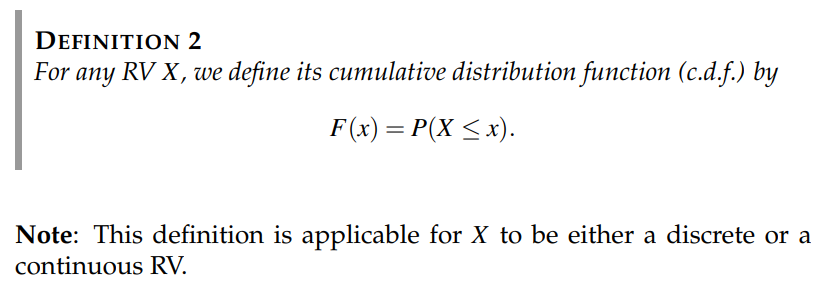 DEFINITION 2
For any RV X, we define its cumulative distribution function (c.d.f.) by
F(x) = P(X ≤ x).
Note: This definition is applicable for X to be either a discrete or a
continuous RV.